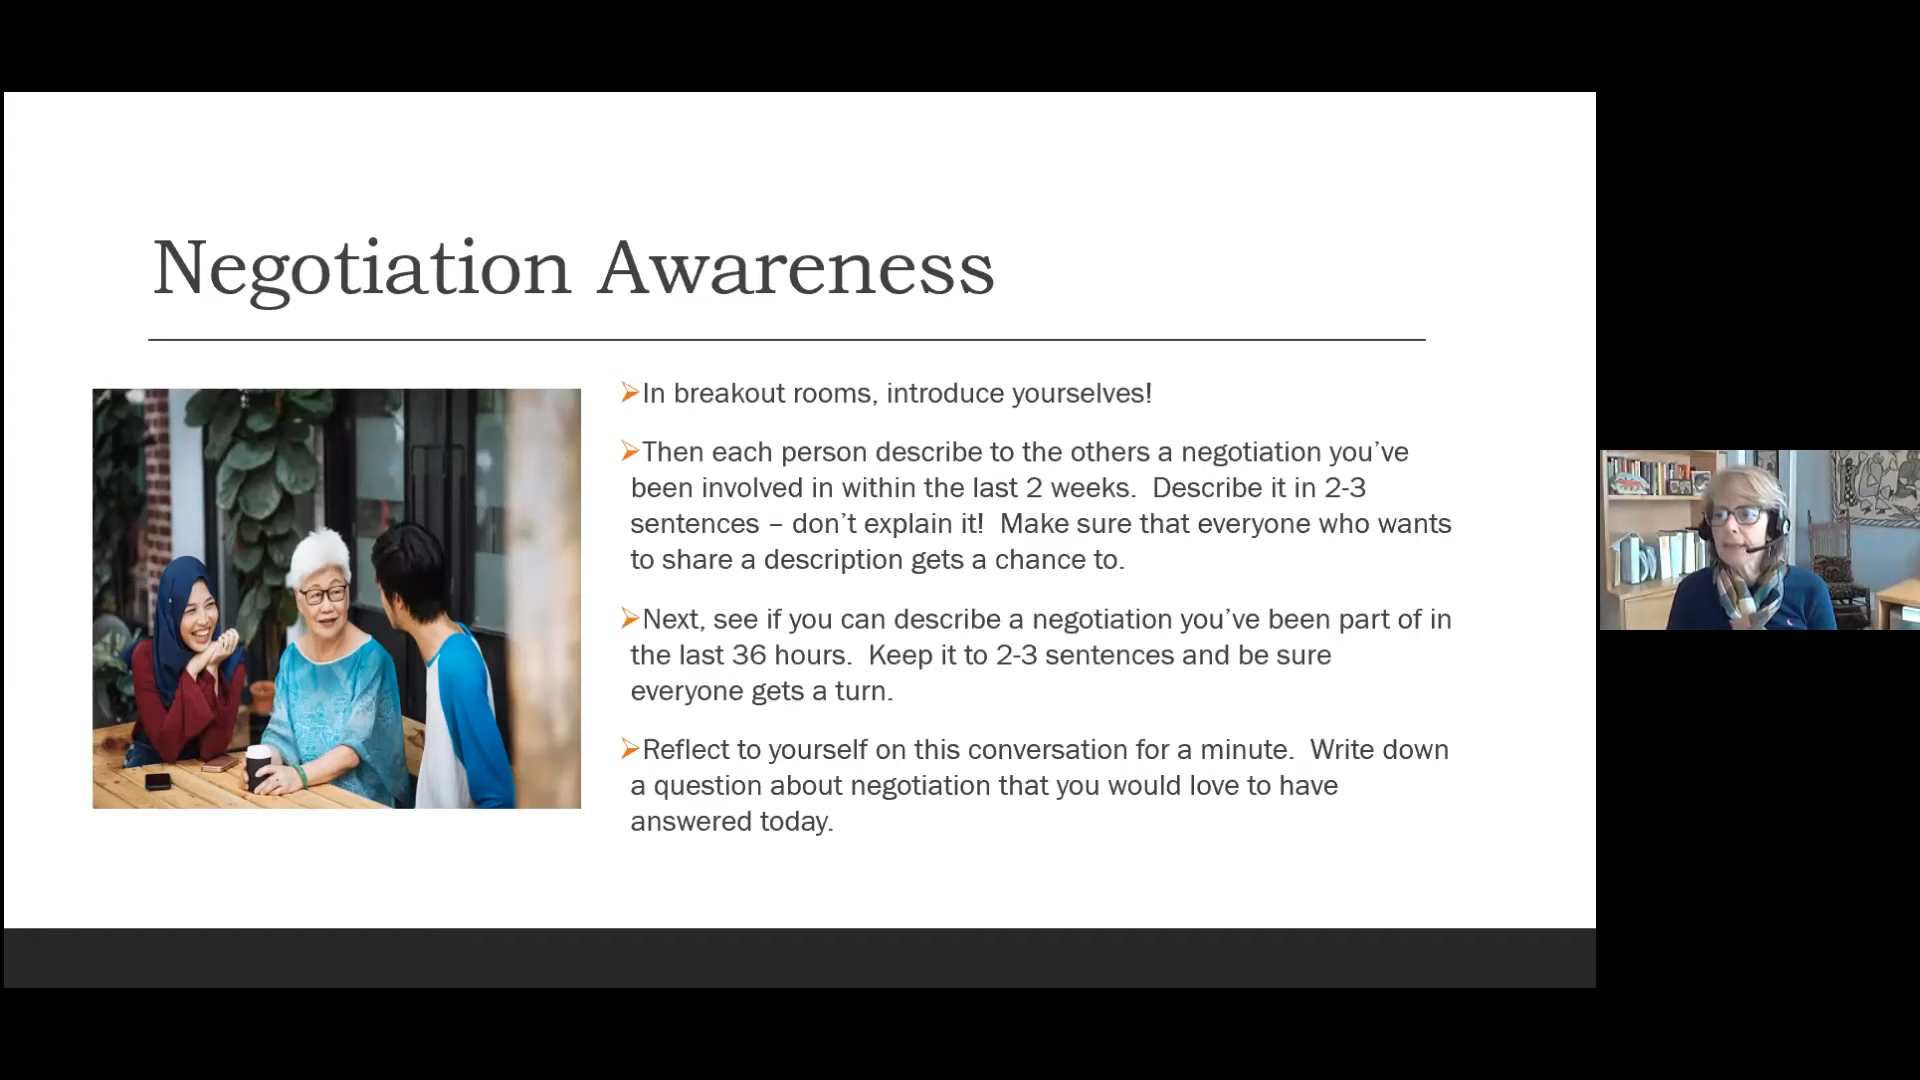 Negotiation Awareness
➢In breakout rooms, introduce yourselves!
➢Then each person describe to the others a negotiation you’ve
been involved in within the last 2 weeks.  Describe it in 2-3
sentences – don’t explain it!  Make sure that everyone who wants
to share a description gets a chance to.
➢Next, see if you can describe a negotiation you’ve been part of in
the last 36 hours.  Keep it to 2-3 sentences and be sure
everyone gets a turn.
➢Reflect to yourself on this conversation for a minute.  Write down
a question about negotiation that you would love to have
answered today.